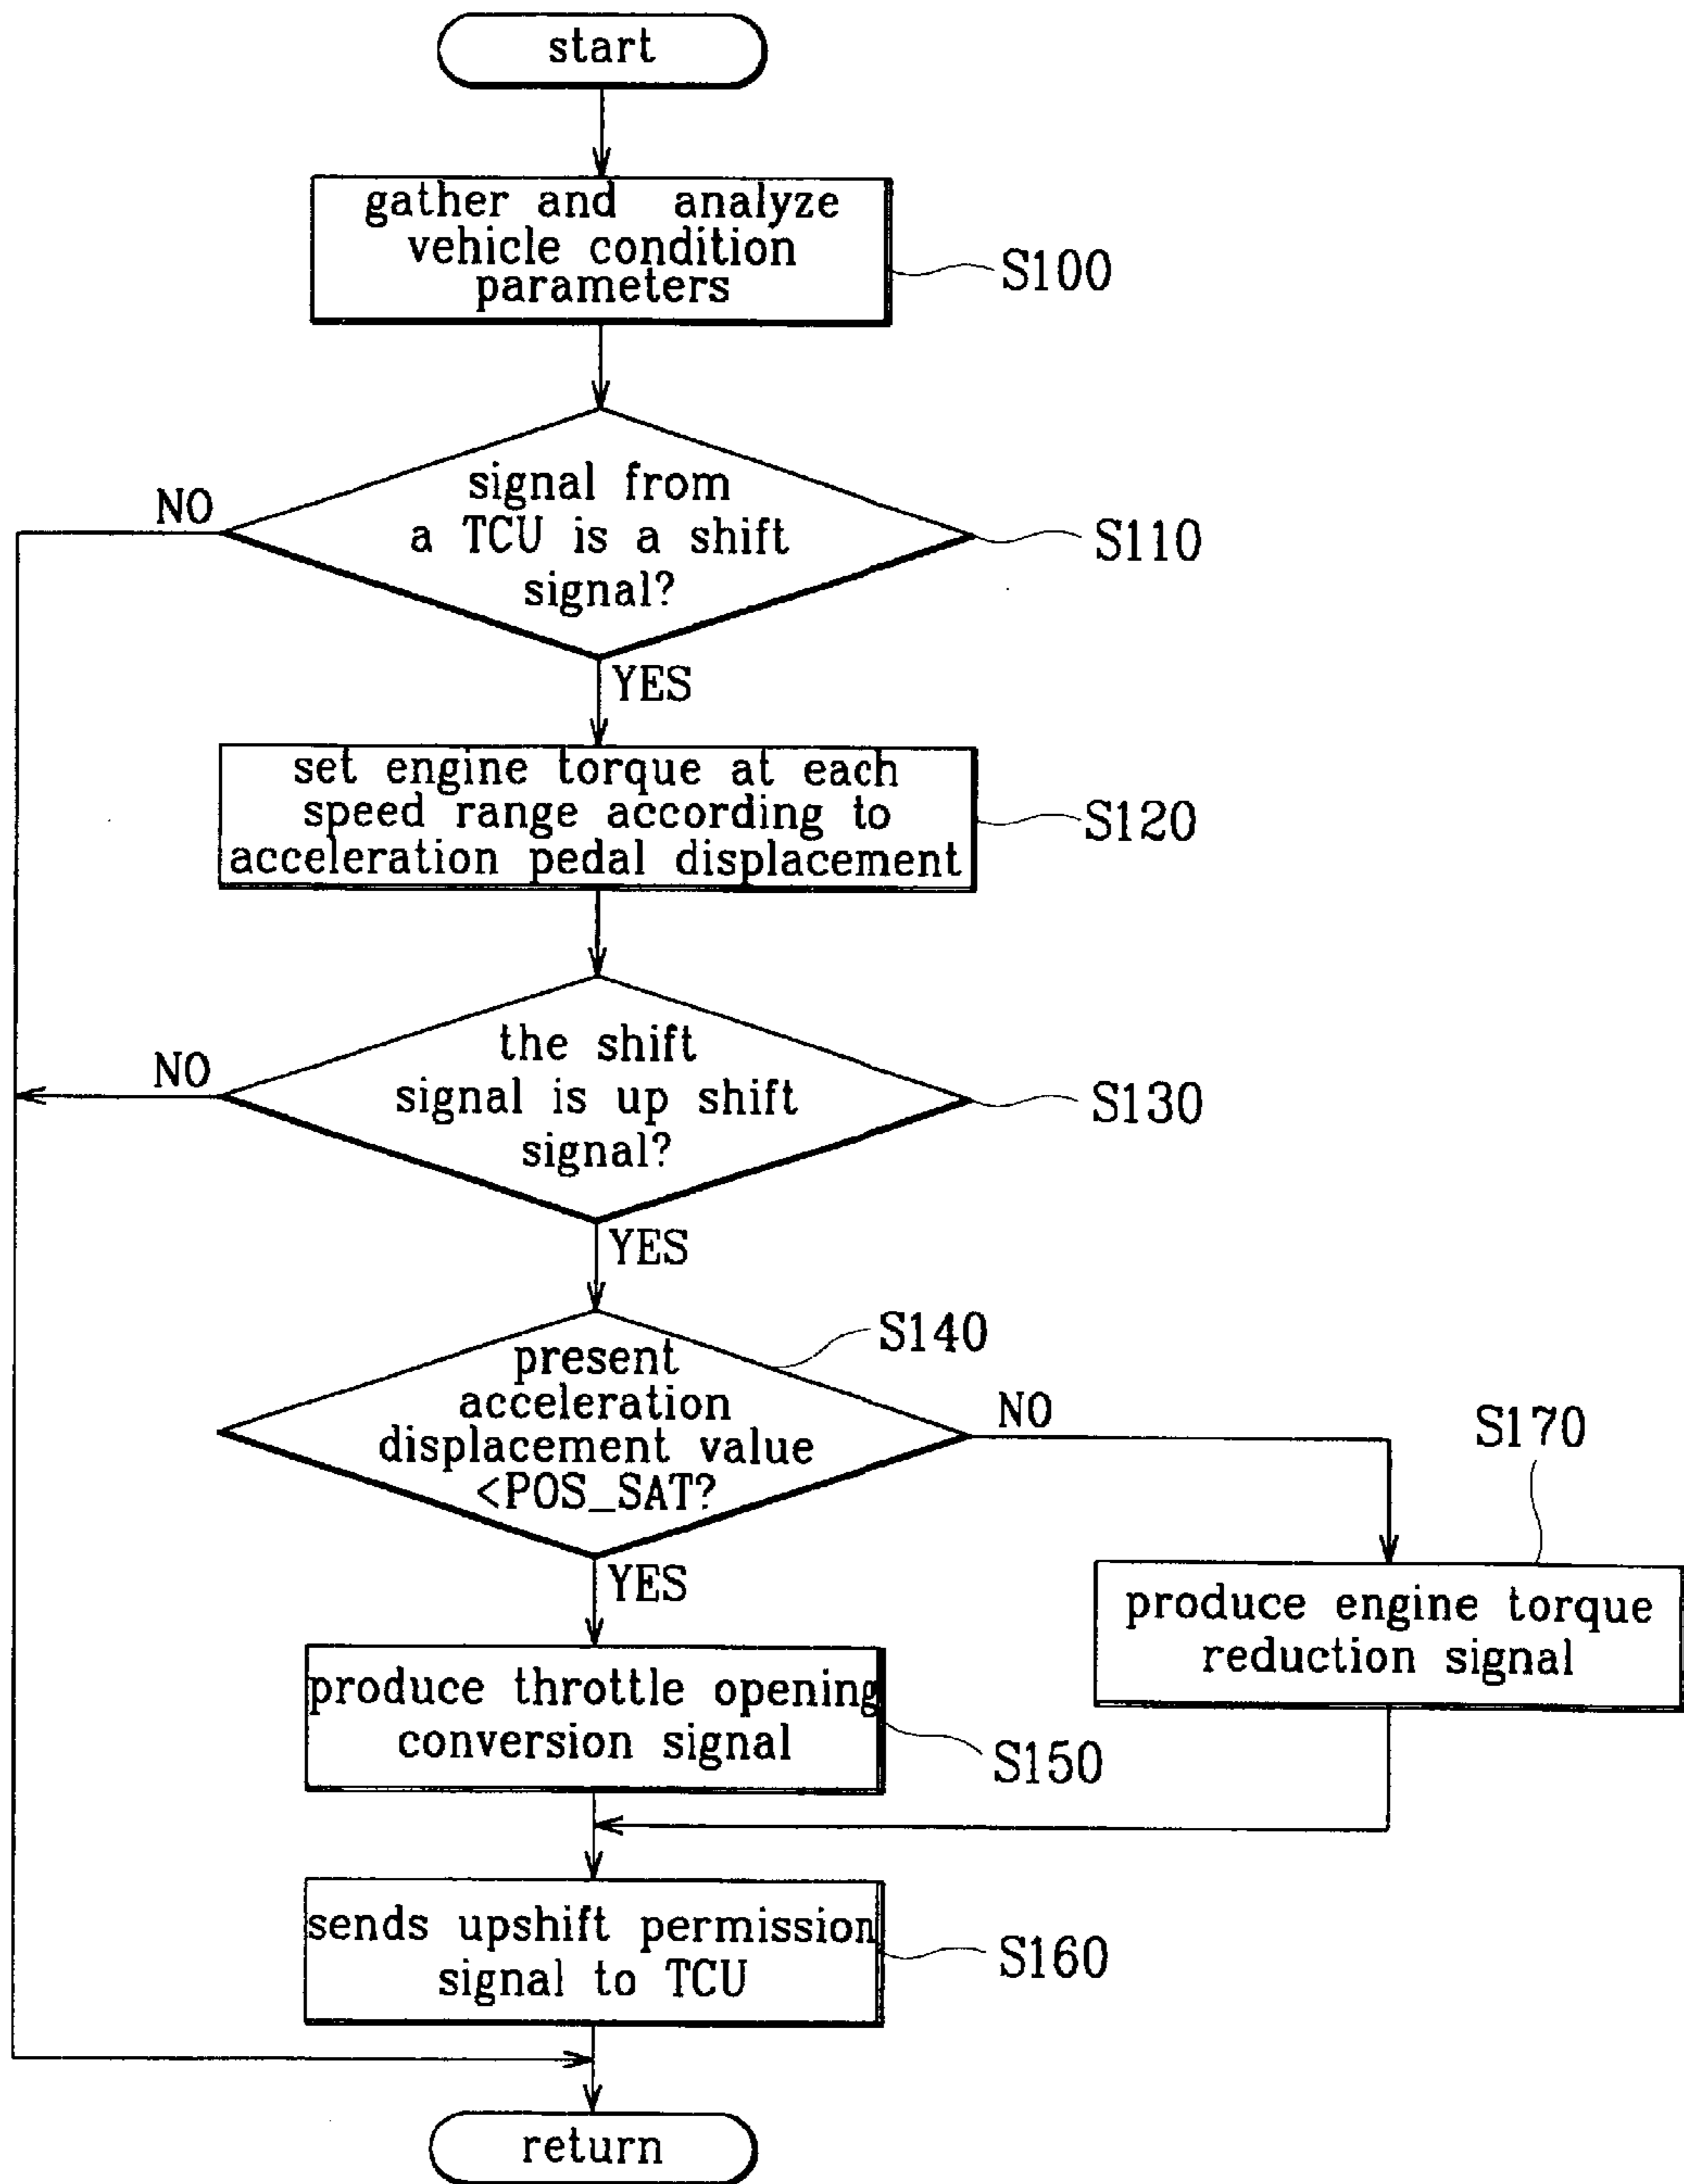 start
gather and analyze
vehicle condition
parameters
S100
signal from
a TCU is a shift
signal?
NO
S110
YES
set engine torque at each
speed range according to
acceleration pedal displacement
S120
the shift
signal is up shift
signal?
NO
S130
YES
S140
present
acceleration
displacement value
<POS_SAT?
NO
S170
YES
produce engine torque
reduction signal
produce throttle opening
conversion signal
S150
sends upshift permission
signal to TCU
S160
return